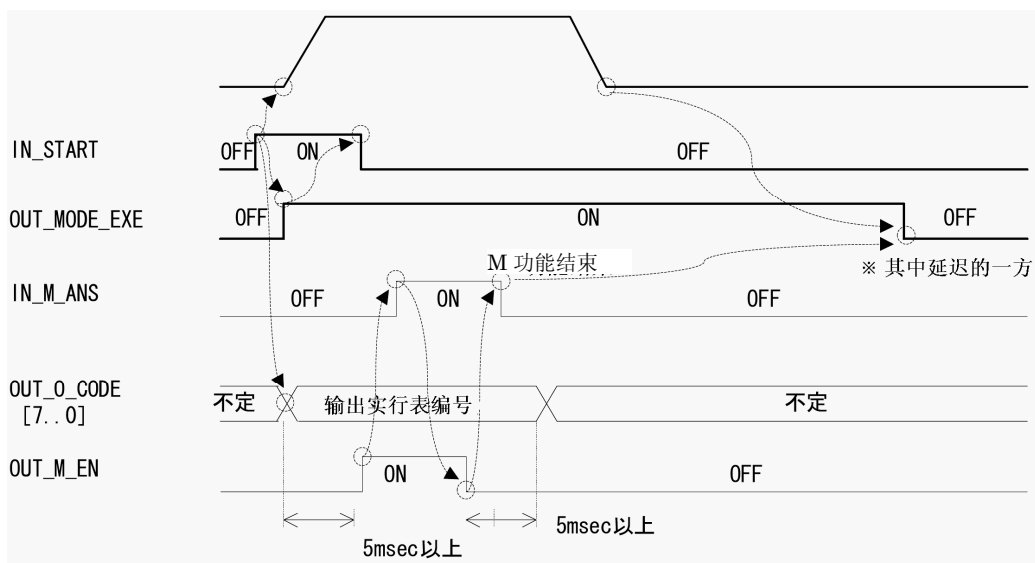 IN_START
OFF
ON
OFF
OUT_MODE_EXE
OFF
ON
OFF
M 功能结束
※ 其中延迟的一方
IN_M_ANS
OFF
ON
OFF
OUT_O_CODE
[7..0]
不定
输出实行表编号
不定
OUT_M_EN
ON
OFF
5msec以上
5msec以上